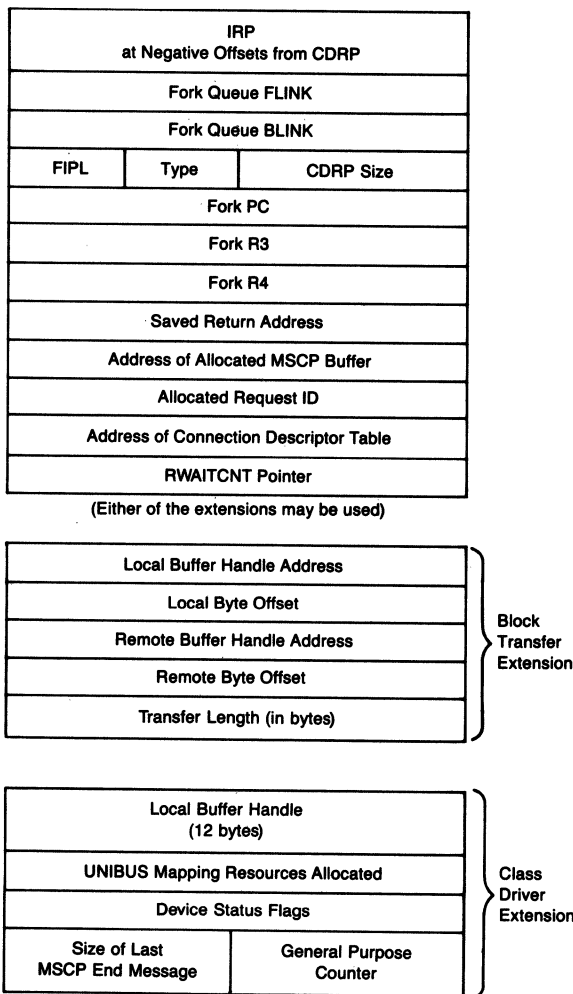 IRP
at Negative Offsets from CDRP
Fork Queue FLINK
Fork Queue BLINK
FIPL Type CDRP Size
Fork PC
Fork R3
Fork R4
Saved Return Address
Address of Allocated MSCP Buffer
Allocated Request ID
Address of Connection Descriptor Table
RWAITCNT Pointer
(Either of the extensions may be used)
Local Buffer Handle Address
Local Byte Offset
Remote Buffer Handle Address
Remote Byte Offset
Transfer Length (in bytes)
Block
Transfer
Extension
Local Buffer Handle
(12 bytes)
UNIBUS Mapping Resources Allocated
Device Status Flags
Size of Last
MSCP End Message
General Purpose
Counter
Class
Driver
Extension